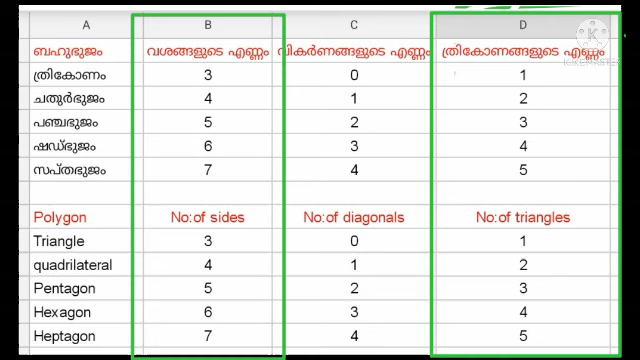 A B C D
ബഹുഭുജം വശങ്ങളുടെ എണ്ണം വികർണങ്ങളുടെ എണ്ണം ത്രികോണങ്ങളുടെ എണ്ണം
ത്രികോണം 3 0 1
ചതുർഭുജം 4 1 2
പഞ്ചഭുജം 5 2 3
ഷഡ്ഭുജം 6 3 4
സപ്തഭുജം 7 4 5
Polygon No:of sides No:of diagonals No:of triangles
Triangle 3 0 1
quadrilateral 4 1 2
Pentagon 5 2 3
Hexagon 6 3 4
Heptagon 7 4 5